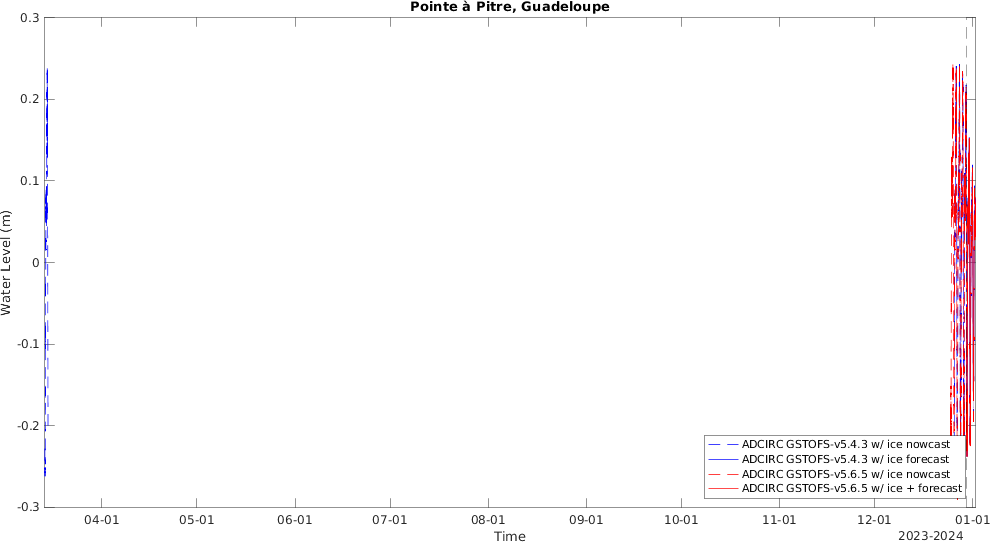 Pointe à Pitre, Guadeloupe
0.3
0.2
0.1
0
-0.1
-0.2
-0.3
Water Level (m)
ADCIRC GSTOFS-v5.4.3 w/ ice nowcast
ADCIRC GSTOFS-v5.4.3 w/ ice forecast
ADCIRC GSTOFS-v5.6.5 w/ ice nowcast
ADCIRC GSTOFS-v5.6.5 w/ ice + forecast
04-01 05-01 06-01 07-01 08-01 09-01 10-01 11-01 12-01 01-01
2023-2024
Time